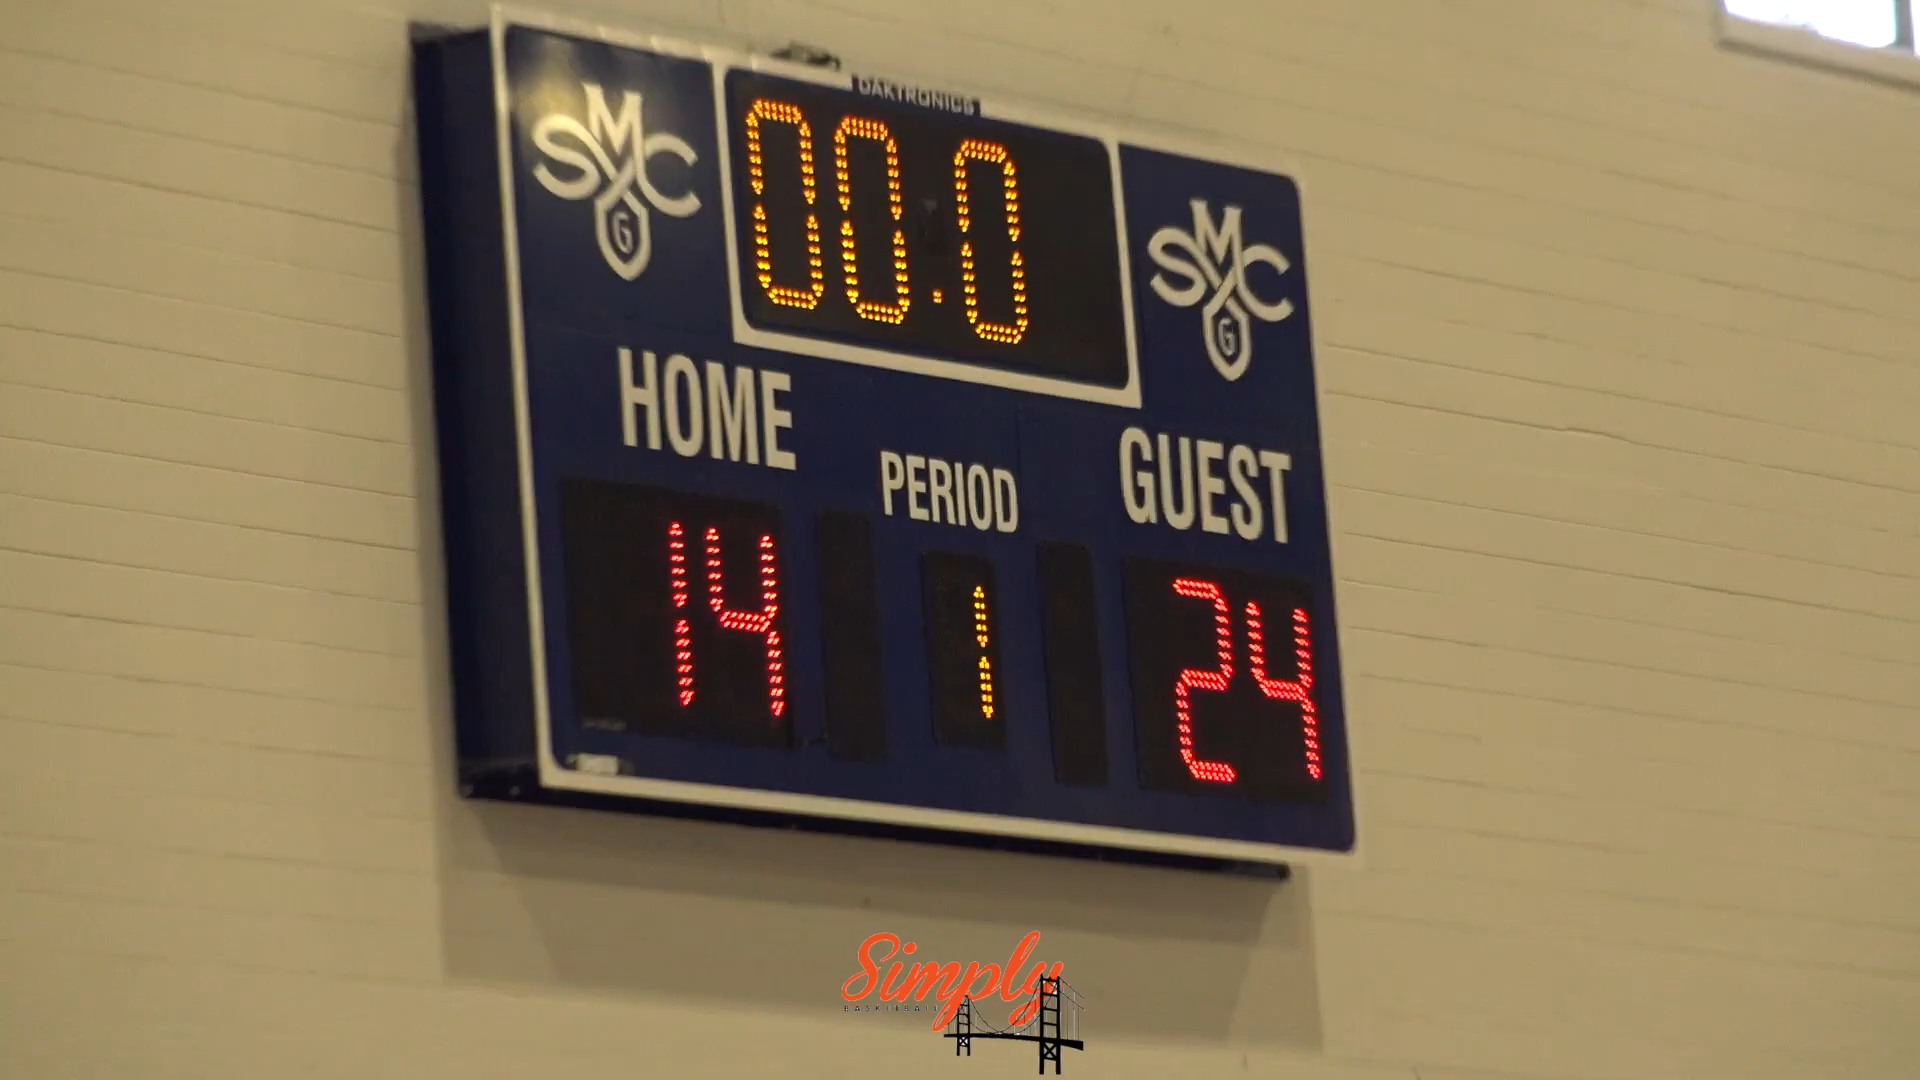 DAKTRONICS
SMC
G
00.0
SMC
G
HOME
PERIOD
GUEST
14
1
24
Simply
BASKETBALL